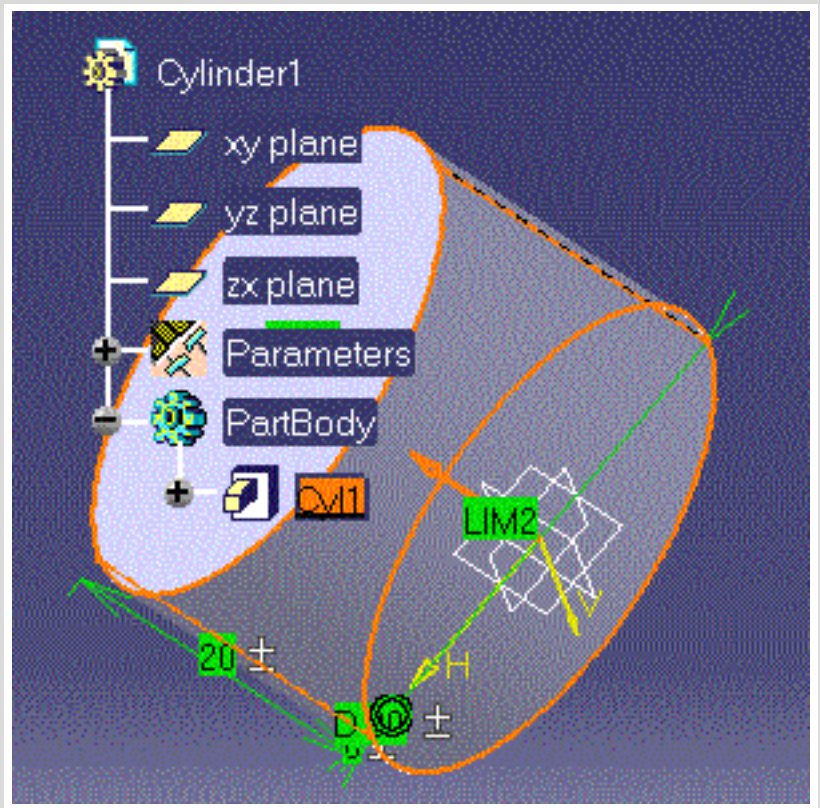 Cylinder1
xy plane
yz plane
zx plane
Parameters
PartBody
Cyl1
LIM2
V
20 ±
H
D
±